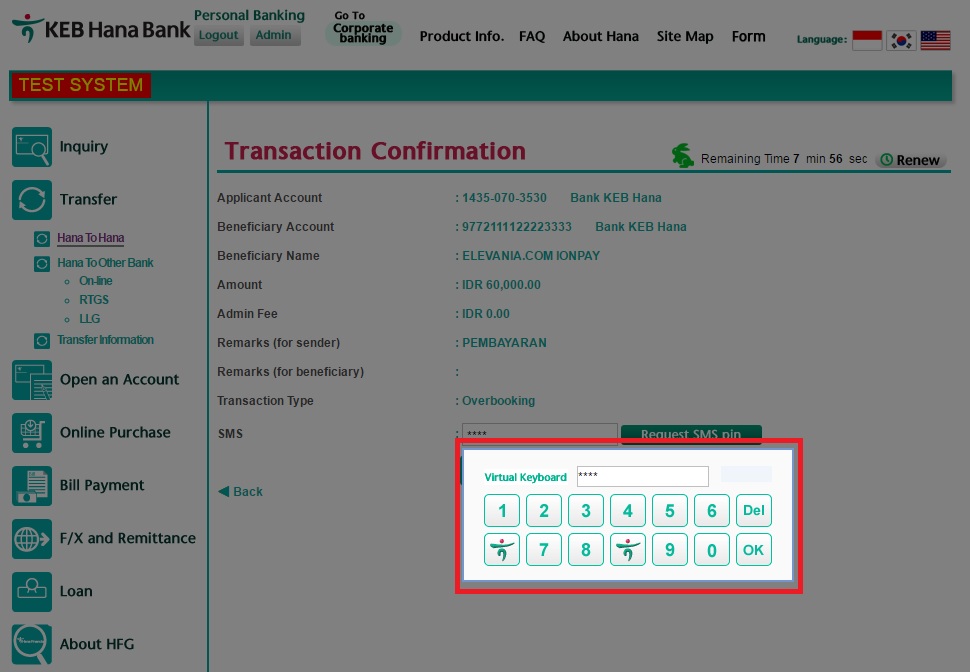 KEB Hana Bank
Personal Banking
Logout Admin
Go To
Corporate
banking
Product Info. FAQ About Hana Site Map Form
Language:
TEST SYSTEM
Inquiry
Transfer
Hana To Hana
Hana To Other Bank
On-line
RTGS
LLG
Transfer Information
Open an Account
Online Purchase
Bill Payment
F/X and Remittance
Loan
About HFG
Transaction Confirmation
Remaining Time 7 min 56 sec Renew
Applicant Account : 1435-070-3530 Bank KEB Hana
Beneficiary Account : 9772111122223333 Bank KEB Hana
Beneficiary Name : ELEVANIA.COM IONPAY
Amount : IDR 60,000.00
Admin Fee : IDR 0.00
Remarks (for sender) : PEMBAYARAN
Remarks (for beneficiary) :
Transaction Type : Overbooking
SMS : **** Request SMS pin
Back
Virtual Keyboard ****
1 2 3 4 5 6 Del
7 8 9 0 OK